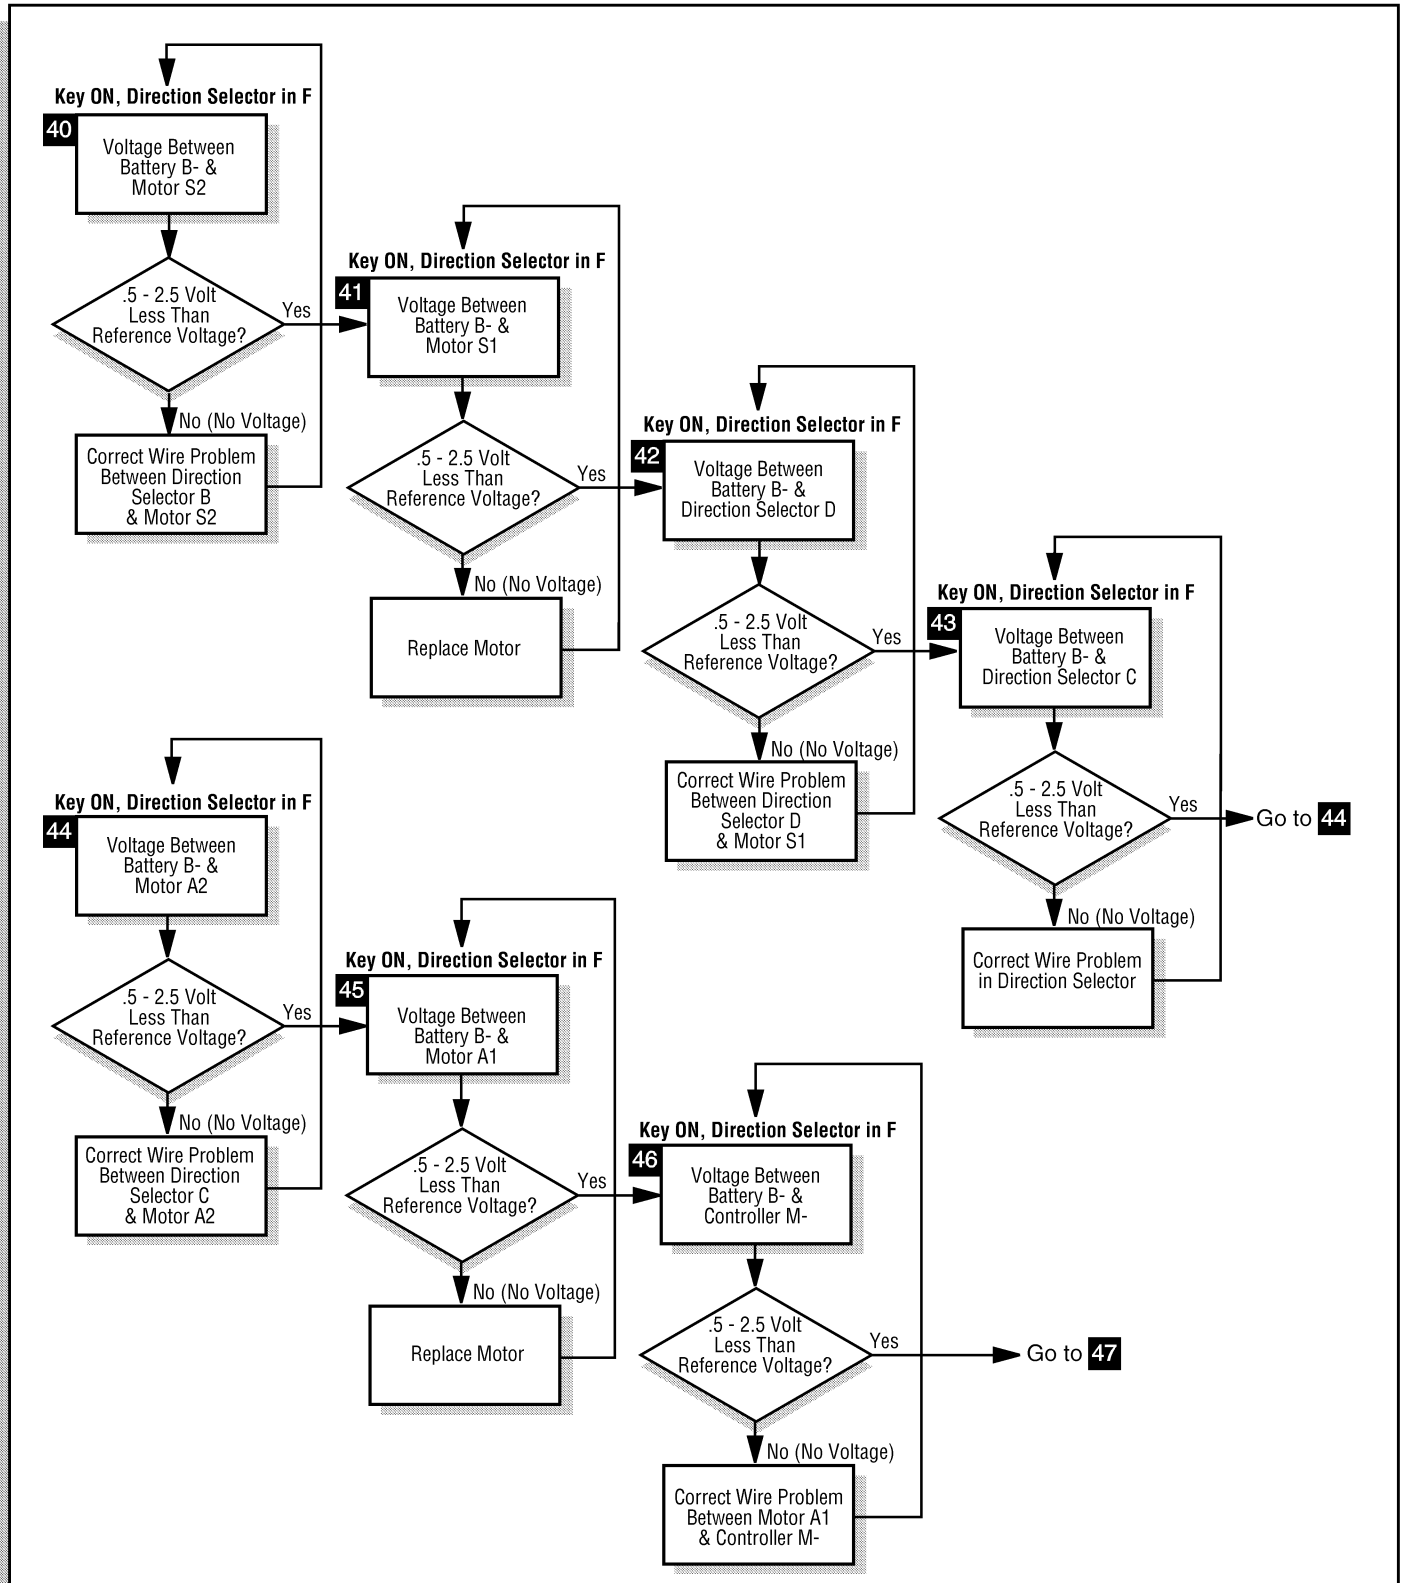 Key ON, Direction Selector in F
40
Voltage Between
Battery B- &
Motor S2
.5 - 2.5 Volt
Less Than
Reference Voltage?
Yes
No (No Voltage)
Correct Wire Problem
Between Direction
Selector B
& Motor S2
Key ON, Direction Selector in F
41
Voltage Between
Battery B- &
Motor S1
.5 - 2.5 Volt
Less Than
Reference Voltage?
Yes
No (No Voltage)
Replace Motor
Key ON, Direction Selector in F
42
Voltage Between
Battery B- &
Direction Selector D
.5 - 2.5 Volt
Less Than
Reference Voltage?
Yes
No (No Voltage)
Correct Wire Problem
Between Direction
Selector D
& Motor S1
Key ON, Direction Selector in F
43
Voltage Between
Battery B- &
Direction Selector C
.5 - 2.5 Volt
Less Than
Reference Voltage?
Yes
Go to 44
No (No Voltage)
Correct Wire Problem
in Direction Selector
Key ON, Direction Selector in F
44
Voltage Between
Battery B- &
Motor A2
.5 - 2.5 Volt
Less Than
Reference Voltage?
Yes
No (No Voltage)
Correct Wire Problem
Between Direction
Selector C
& Motor A2
Key ON, Direction Selector in F
45
Voltage Between
Battery B- &
Motor A1
.5 - 2.5 Volt
Less Than
Reference Voltage?
Yes
No (No Voltage)
Replace Motor
Key ON, Direction Selector in F
46
Voltage Between
Battery B- &
Controller M-
.5 - 2.5 Volt
Less Than
Reference Voltage?
Yes
Go to 47
No (No Voltage)
Correct Wire Problem
Between Motor A1
& Controller M-